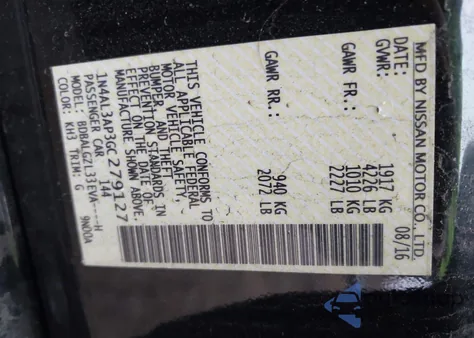 MFD BY NISSAN MOTOR CO., LTD.
DATE: 08/16
GVWR: 1917 KG
4226 LB
GAWR FR.: 1010 KG
2227 LB
GAWR RR.: 940 KG
2072 LB
THIS VEHICLE CONFORMS TO
ALL APPLICABLE FEDERAL
MOTOR VEHICLE SAFETY,
BUMPER, AND THEFT
PREVENTION STANDARDS IN
EFFECT ON THE DATE OF
MANUFACTURE SHOWN ABOVE.
1N4AL3AP3GC279127
PASSENGER CAR 144
MODEL: H
COLOR: KH3 TRIM: G 9N00A